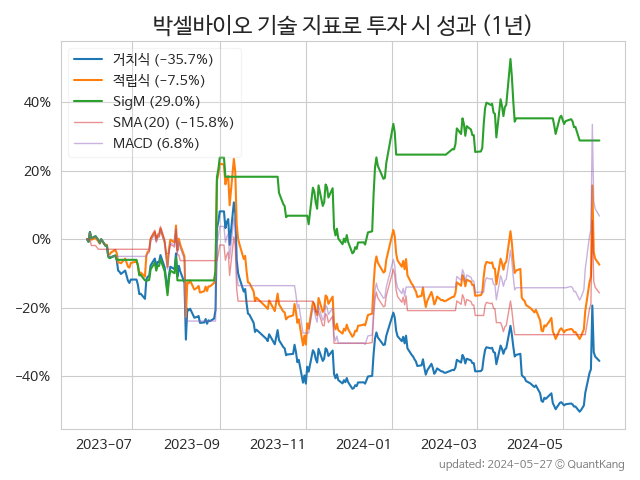 박셀바이오 기술 지표로 투자 시 성과 (1년)
거치식 (−35.7%)
적립식 (−7.5%)
SigM (29.0%)
SMA(20) (−15.8%)
MACD (6.8%)
40%
20%
0%
−20%
−40%
2023−07 2023−09 2023−11 2024−01 2024−03 2024−05
updated: 2024−05−27 © QuantKang